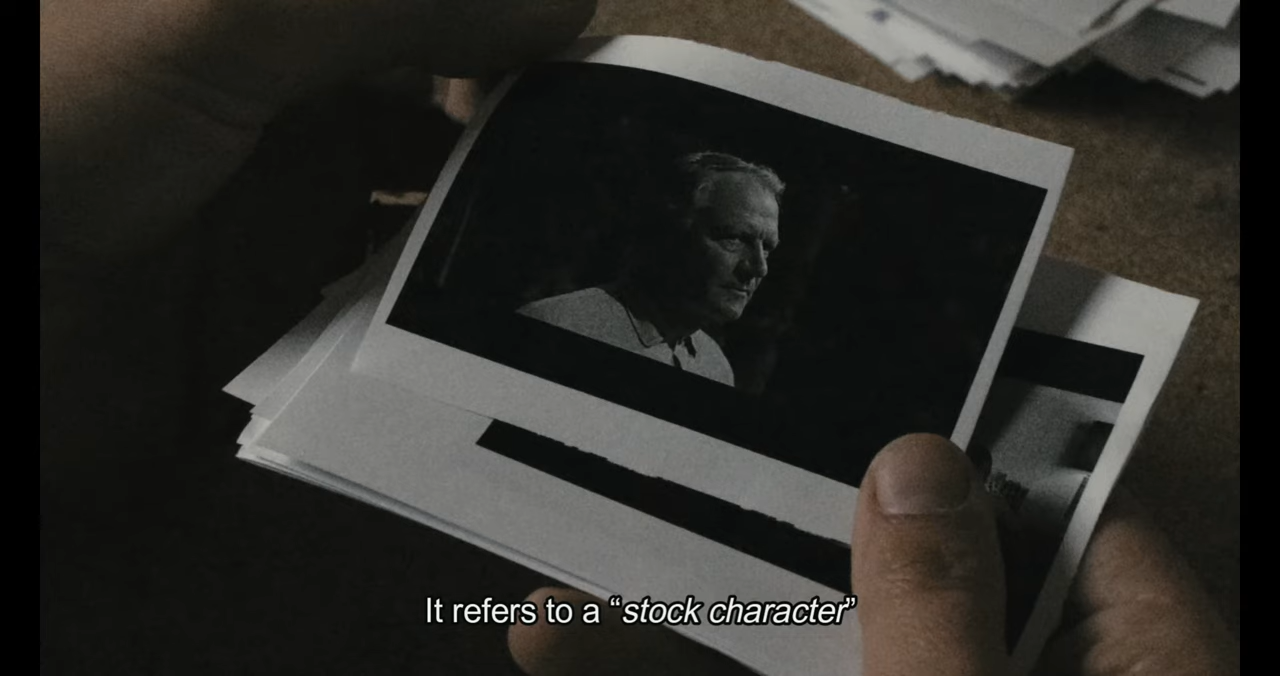 It refers to a “stock character”